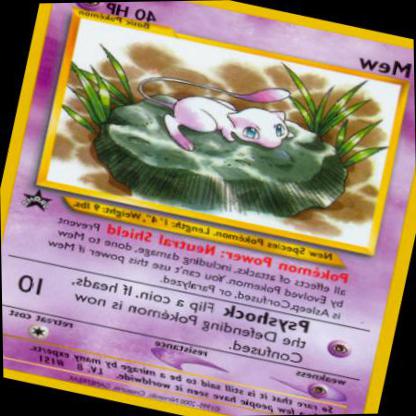 Basic Pokémon
Mew
40 HP
New Species Pokémon. Length: 1' 4", Weight: 9 lbs.
Pokémon Power: Neutral Shield Prevent
all effects of attacks, including damage, done to Mew
by Evolved Pokémon. You can't use this power if Mew
is Asleep, Confused, or Paralyzed.
Psyshock Flip a coin. If heads,
the Defending Pokémon is now
Confused.
10
weakness
resistance
retreat cost
So rare that it is still said to be a mirage by many experts.
few people have seen it worldwide. LV. 8 #151